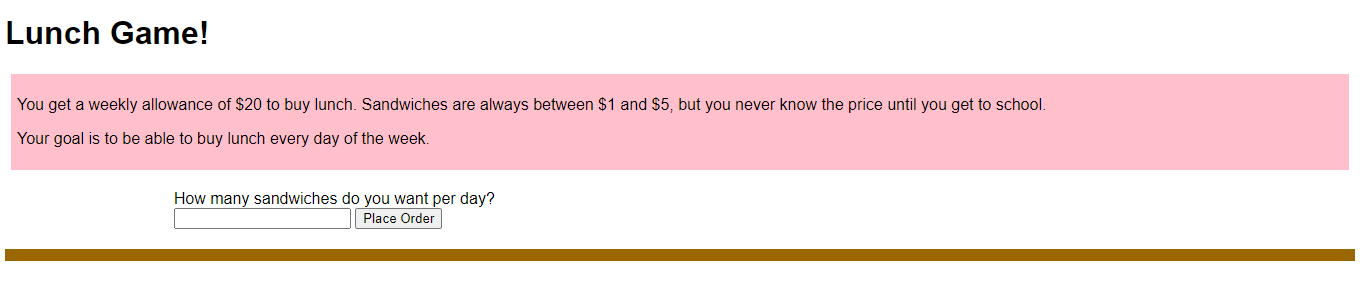 Lunch Game!
You get a weekly allowance of $20 to buy lunch. Sandwiches are always between $1 and $5, but you never know the price until you get to school.
Your goal is to be able to buy lunch every day of the week.
How many sandwiches do you want per day?
Place Order